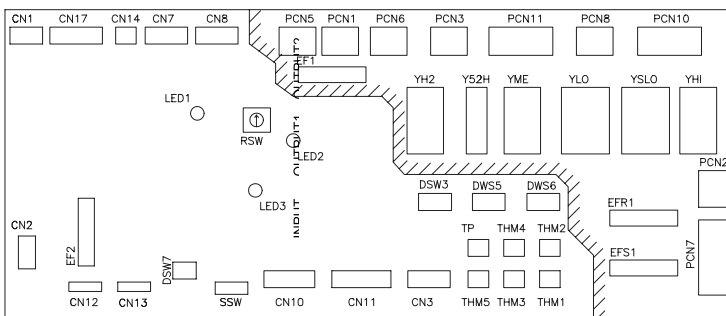 CN1 CN17 CN14 CN7 CN8 PCN5 PCN1 PCN6 PCN3 PCN11 PCN8 PCN10
EF1
YH2 Y52H YME YLO YSLO YHI
LED1
RSW
LED2
INPUT OUTPUT1 OUTPUT2
PCN2
LED3
DSW3 DWS5 DWS6
EFR1
CN2
EF2
TP THM4 THM2
EFS1
PCN7
DSW7
CN12 CN13 SSW CN10 CN11 CN3 THM5 THM3 THM1